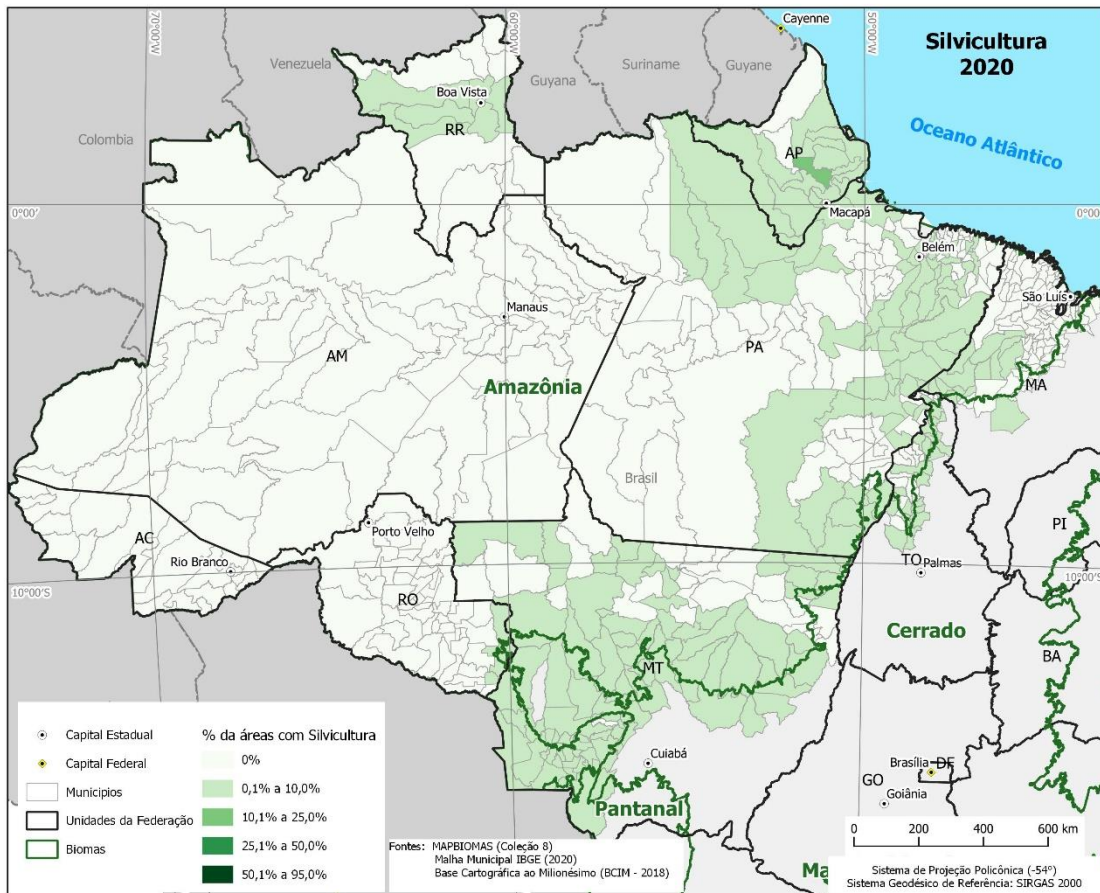 70°00'W
60°00'W
50°00'W
Cayenne
Silvicultura
2020
Venezuela
Guyana
Suriname
Guyane
Boa Vista
Colombia
RR
Oceano Atlântico
AP
0°00'
Macapá
0°00'
Belém
São Luís
Manaus
AM
PA
Amazônia
MA
Brasil
Porto Velho
PI
AC
Rio Branco
TO
Palmas
10°00'S
10°00'S
RO
Cerrado
BA
MT
Cuiabá
Brasília
DF
GO
Goiânia
Pantanal
Ma
Capital Estadual
Capital Federal
Municipios
Unidades da Federação
Biomas
% da áreas com Silvicultura
0%
0,1% a 10,0%
10,1% a 25,0%
25,1% a 50,0%
50,1% a 95,0%
Fontes: MAPBIOMAS (Coleção 8)
Malha Municipal IBGE (2020)
Base Cartográfica ao Milionésimo (BCIM - 2018)
0 200 400 600 km
Sistema de Projeção Policônica (-54º)
Sistema Geodésico de Referência: SIRGAS 2000